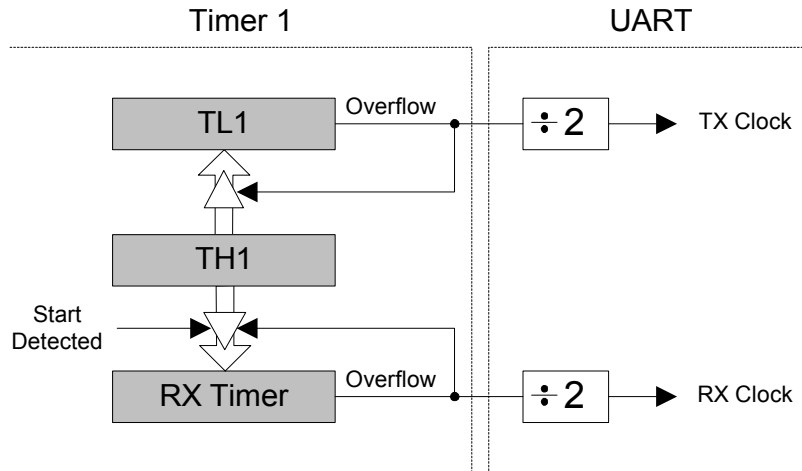 Timer 1
UART
TL1
Overflow
÷ 2
TX Clock
TH1
Start
Detected
RX Timer
Overflow
÷ 2
RX Clock